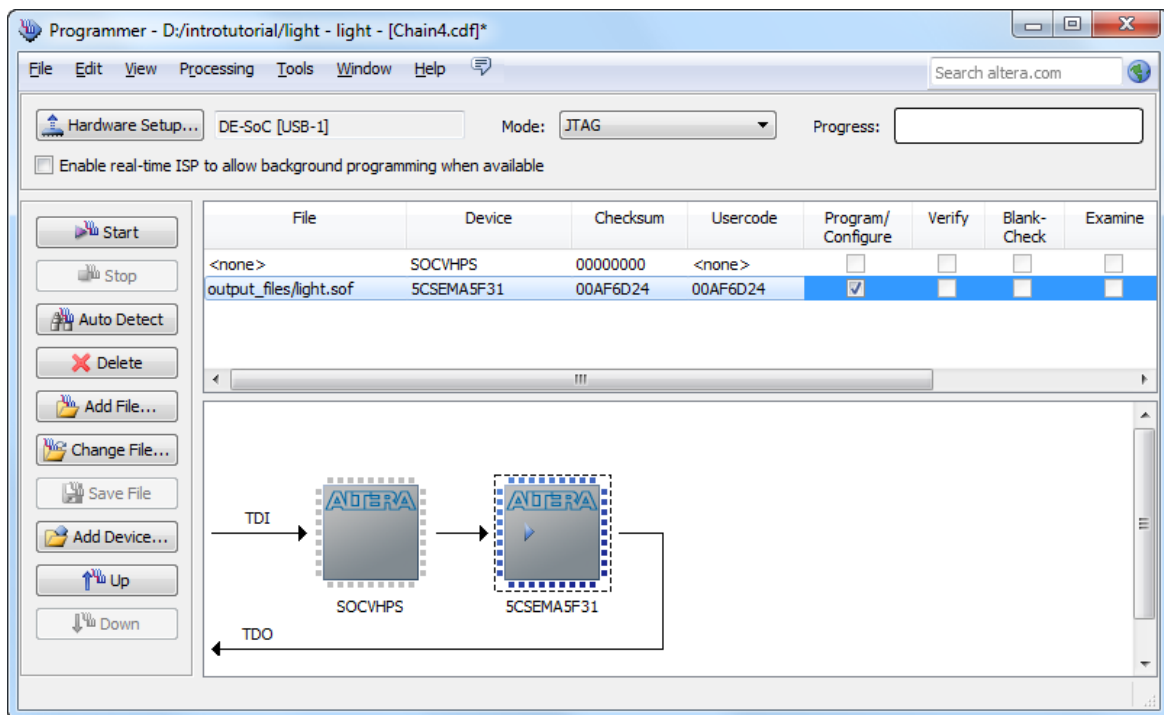 Programmer - D:/introtutorial/light - light - [Chain4.cdf]*
File Edit View Processing Tools Window Help
Search altera.com
Hardware Setup... DE-SoC [USB-1] Mode: JTAG Progress:
Enable real-time ISP to allow background programming when available
Start
Stop
Auto Detect
Delete
Add File...
Change File...
Save File
Add Device...
Up
Down
File Device Checksum Usercode Program/ Configure Verify Blank- Check Examine
<none> SOCVHPS 00000000 <none>
output_files/light.sof 5CSEMA5F31 00AF6D24 00AF6D24
TDI
ALTERA
ALTERA
SOCVHPS
5CSEMA5F31
TDO